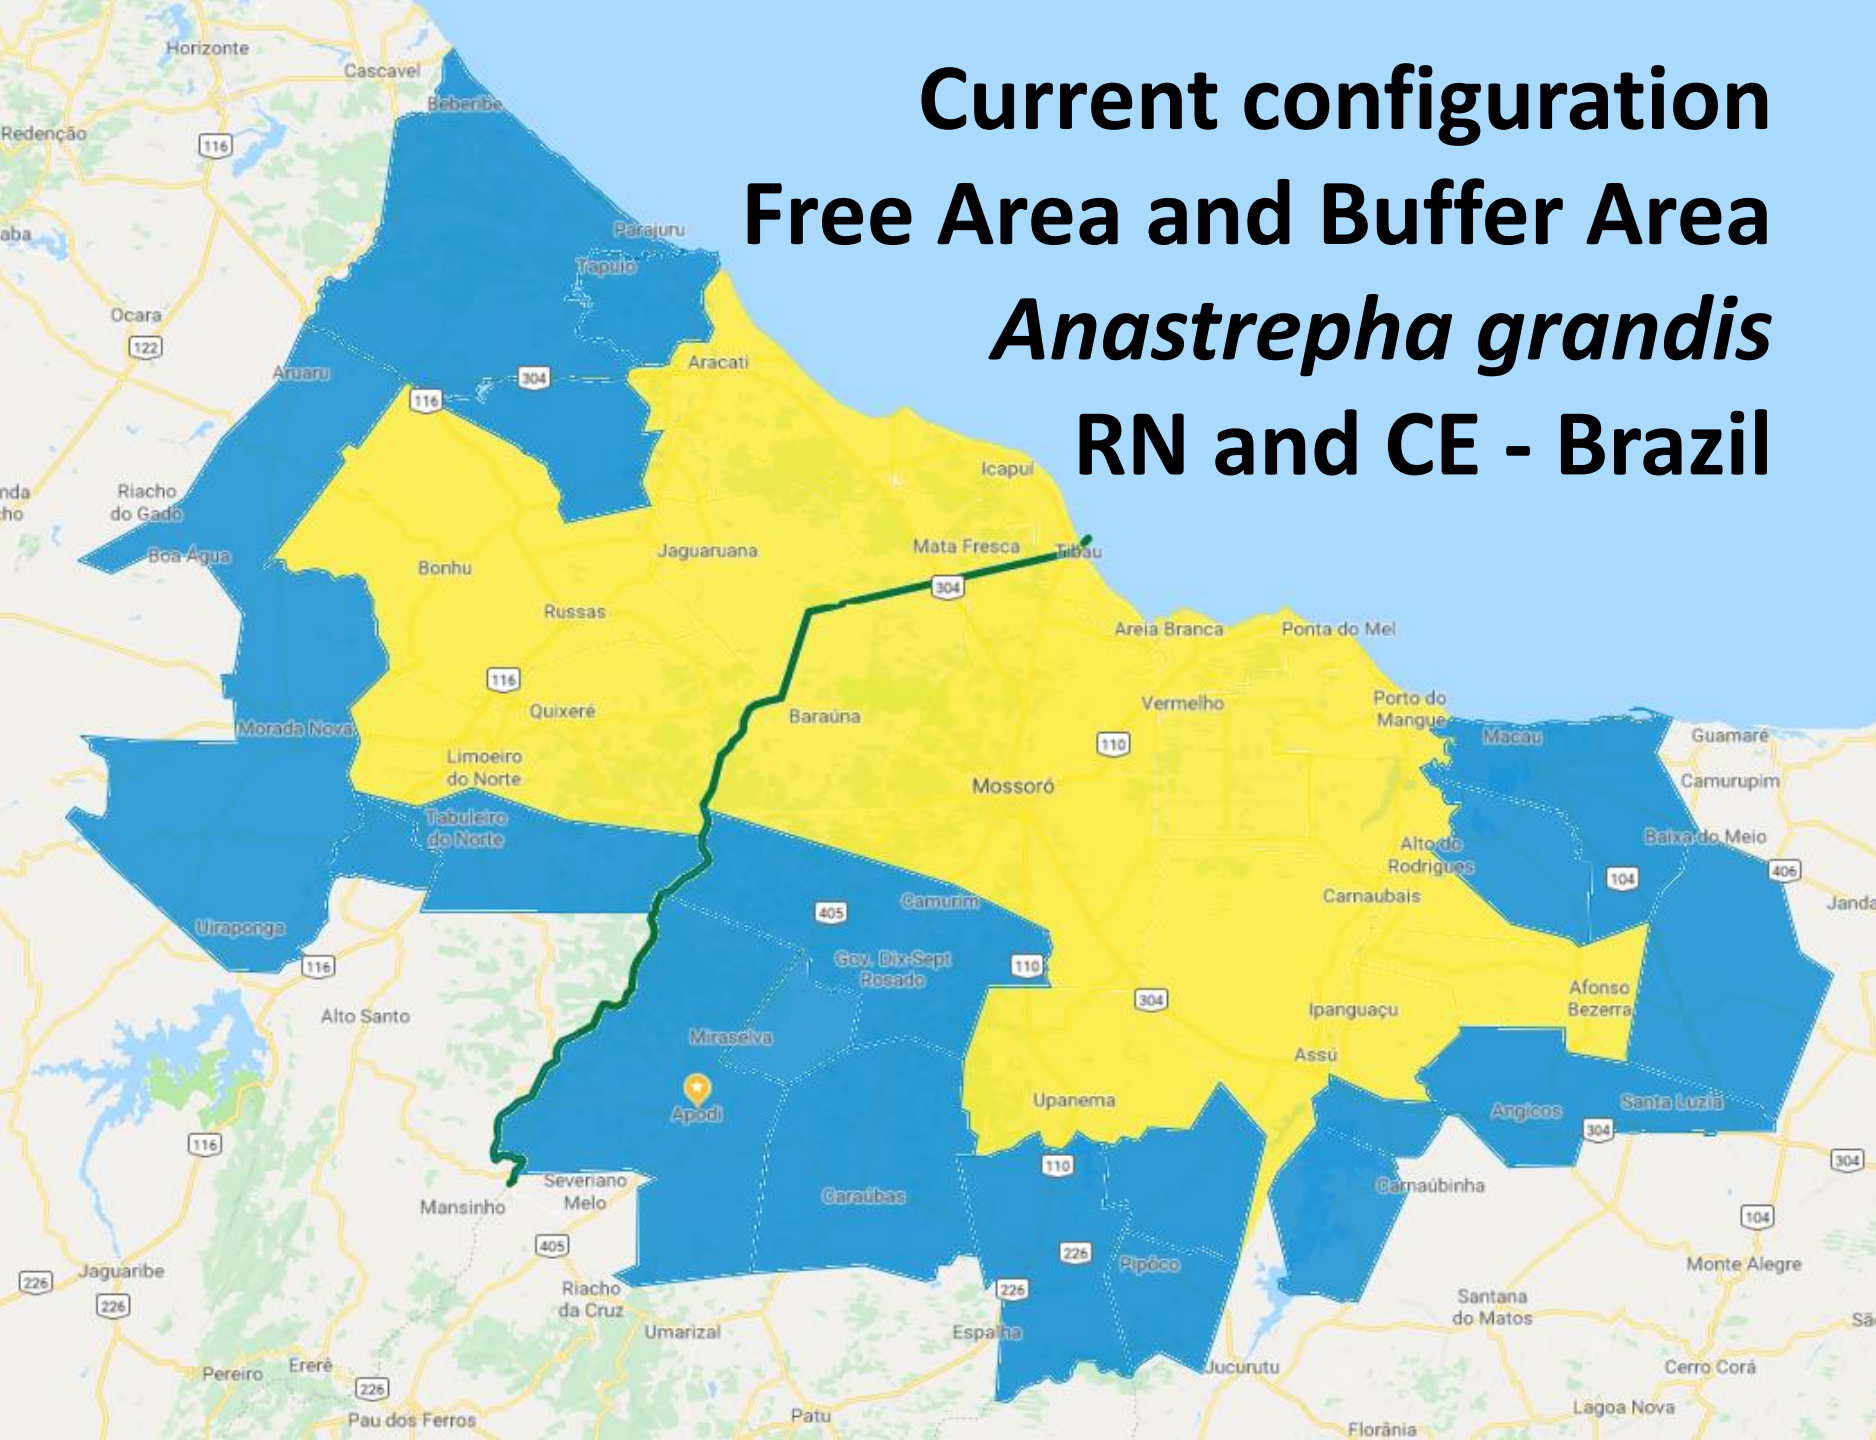 Current configuration
Free Area and Buffer Area
Anastrepha grandis
RN and CE - Brazil
Horizonte
Cascavel
Beberibe
Redenção
116
aba
Parajuru
Tapuio
Ocara
122
Aruaru
304
116
Aracati
Icapuí
nda
ho
Riacho
do Gado
Boa Água
Bonhu
Jaguaruana
Mata Fresca
Tibau
304
Russas
Areia Branca
Ponta do Mel
116
Quixeré
Baraúna
Vermelho
Porto do
Mangue
Morada Nova
110
Macau
Guamaré
Limoeiro
do Norte
Mossoró
Camurupim
Tabuleiro
do Norte
Alto do
Rodrigues
Baixa do Meio
104
406
Carnaubais
Janda
405
Camurim
Uiraponga
116
Gov. Dix-Sept
Rosado
110
304
Afonso
Bezerra
Alto Santo
Ipanguaçu
Miraselva
Assú
Apodi
Upanema
Angicos
Santa Luzia
116
304
110
304
Severiano
Melo
Mansinho
Caraúbas
Carnaúbinha
104
405
226
Pipôco
Monte Alegre
Jaguaribe
226
226
Riacho
da Cruz
226
Santana
do Matos
Sã
Umarizal
Espalha
Jucurutu
Cerro Corá
Pereiro
Ererê
226
Pau dos Ferros
Patu
Lagoa Nova
Florânia